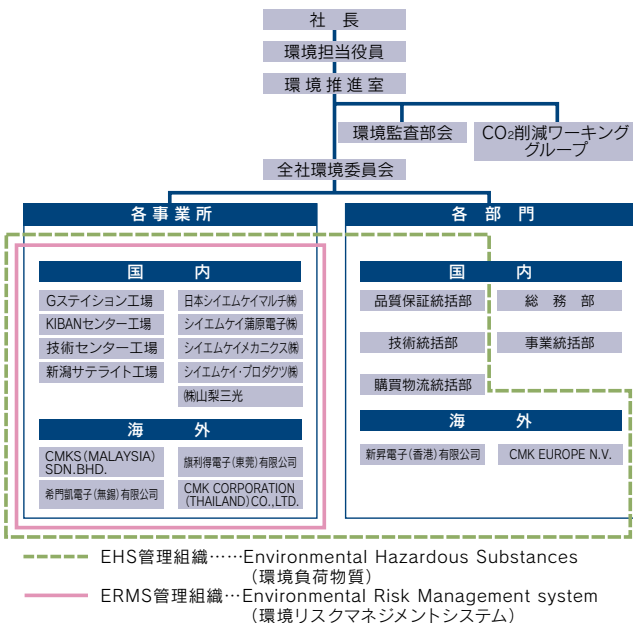 社 長
環境担当役員
環境推進室
環境監査部会
CO₂削減ワーキング
グループ
全社環境委員会
各事業所
国 内
Gステイション工場
KIBANセンター工場
技術センター工場
新潟サテライト工場
日本シイエムケイマルチ㈱
シイエムケイ蒲原電子㈱
シイエムケイメカニクス㈱
シイエムケイ・プロダクツ㈱
㈱山梨三光
海 外
CMKS(MALAYSIA)
SDN.BHD.
希門凱電子(無錫)有限公司
旗利得電子(東莞)有限公司
CMK CORPORATION
(THAILAND)CO.,LTD.
各 部 門
国 内
品質保証統括部
総 務 部
技術統括部
事業統括部
購買物流統括部
海 外
新昇電子(香港)有限公司
CMK EUROPE N.V.
EHS管理組織……Environmental Hazardous Substances
(環境負荷物質)
ERMS管理組織…Environmental Risk Management system
(環境リスクマネジメントシステム)